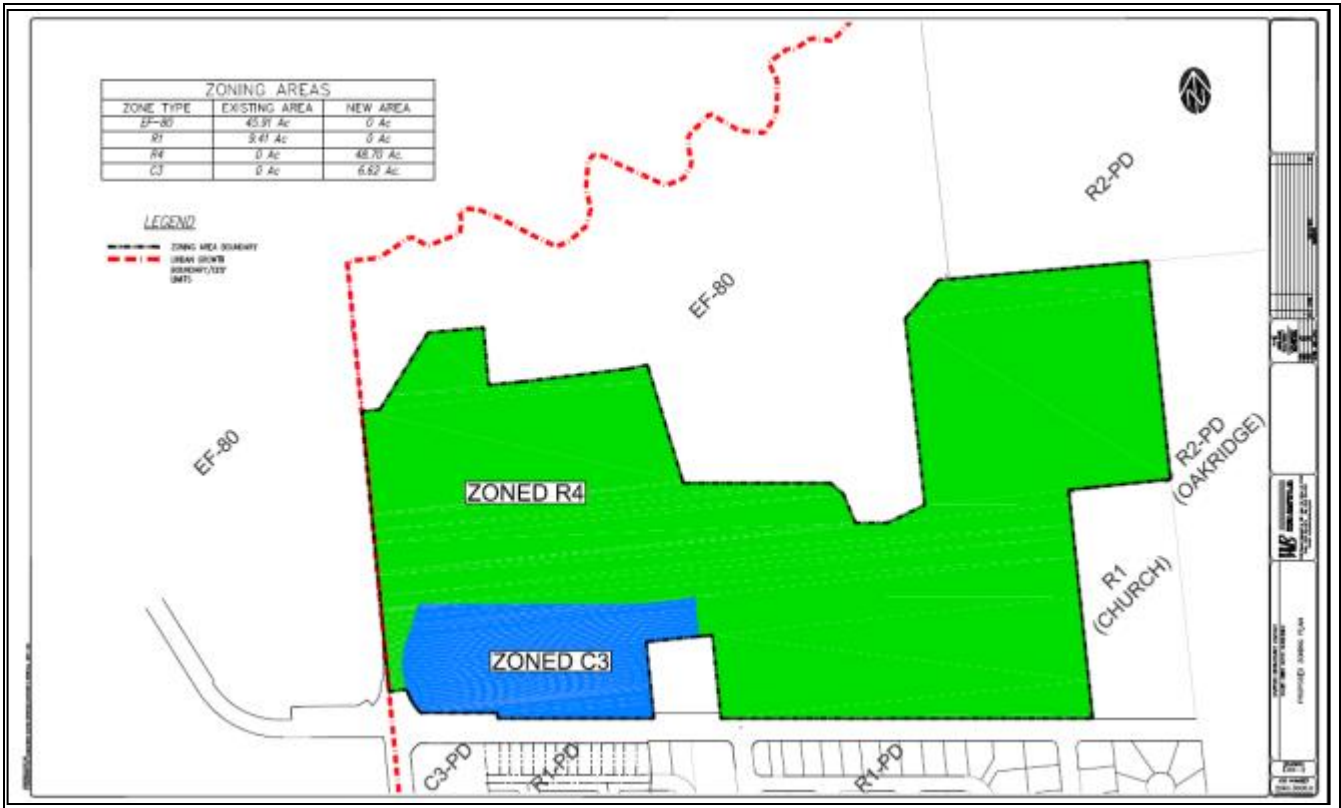 ZONING AREAS
ZONE TYPE EXISTING AREA NEW AREA
EF-80 45.91 Ac 0 Ac
R1 9.41 Ac 0 Ac
R4 0 Ac 48.70 Ac.
C3 0 Ac 6.62 Ac.
LEGEND
ZONING AREA BOUNDARY
URBAN GROWTH
BOUNDARY/CITY
LIMITS
R2-PD
EF-80
EF-80
R2-PD
(OAKRIDGE)
ZONED R4
R1
(CHURCH)
ZONED C3
C3-PD
R1-PD
R1-PD
PROPOSED ZONING PLAN